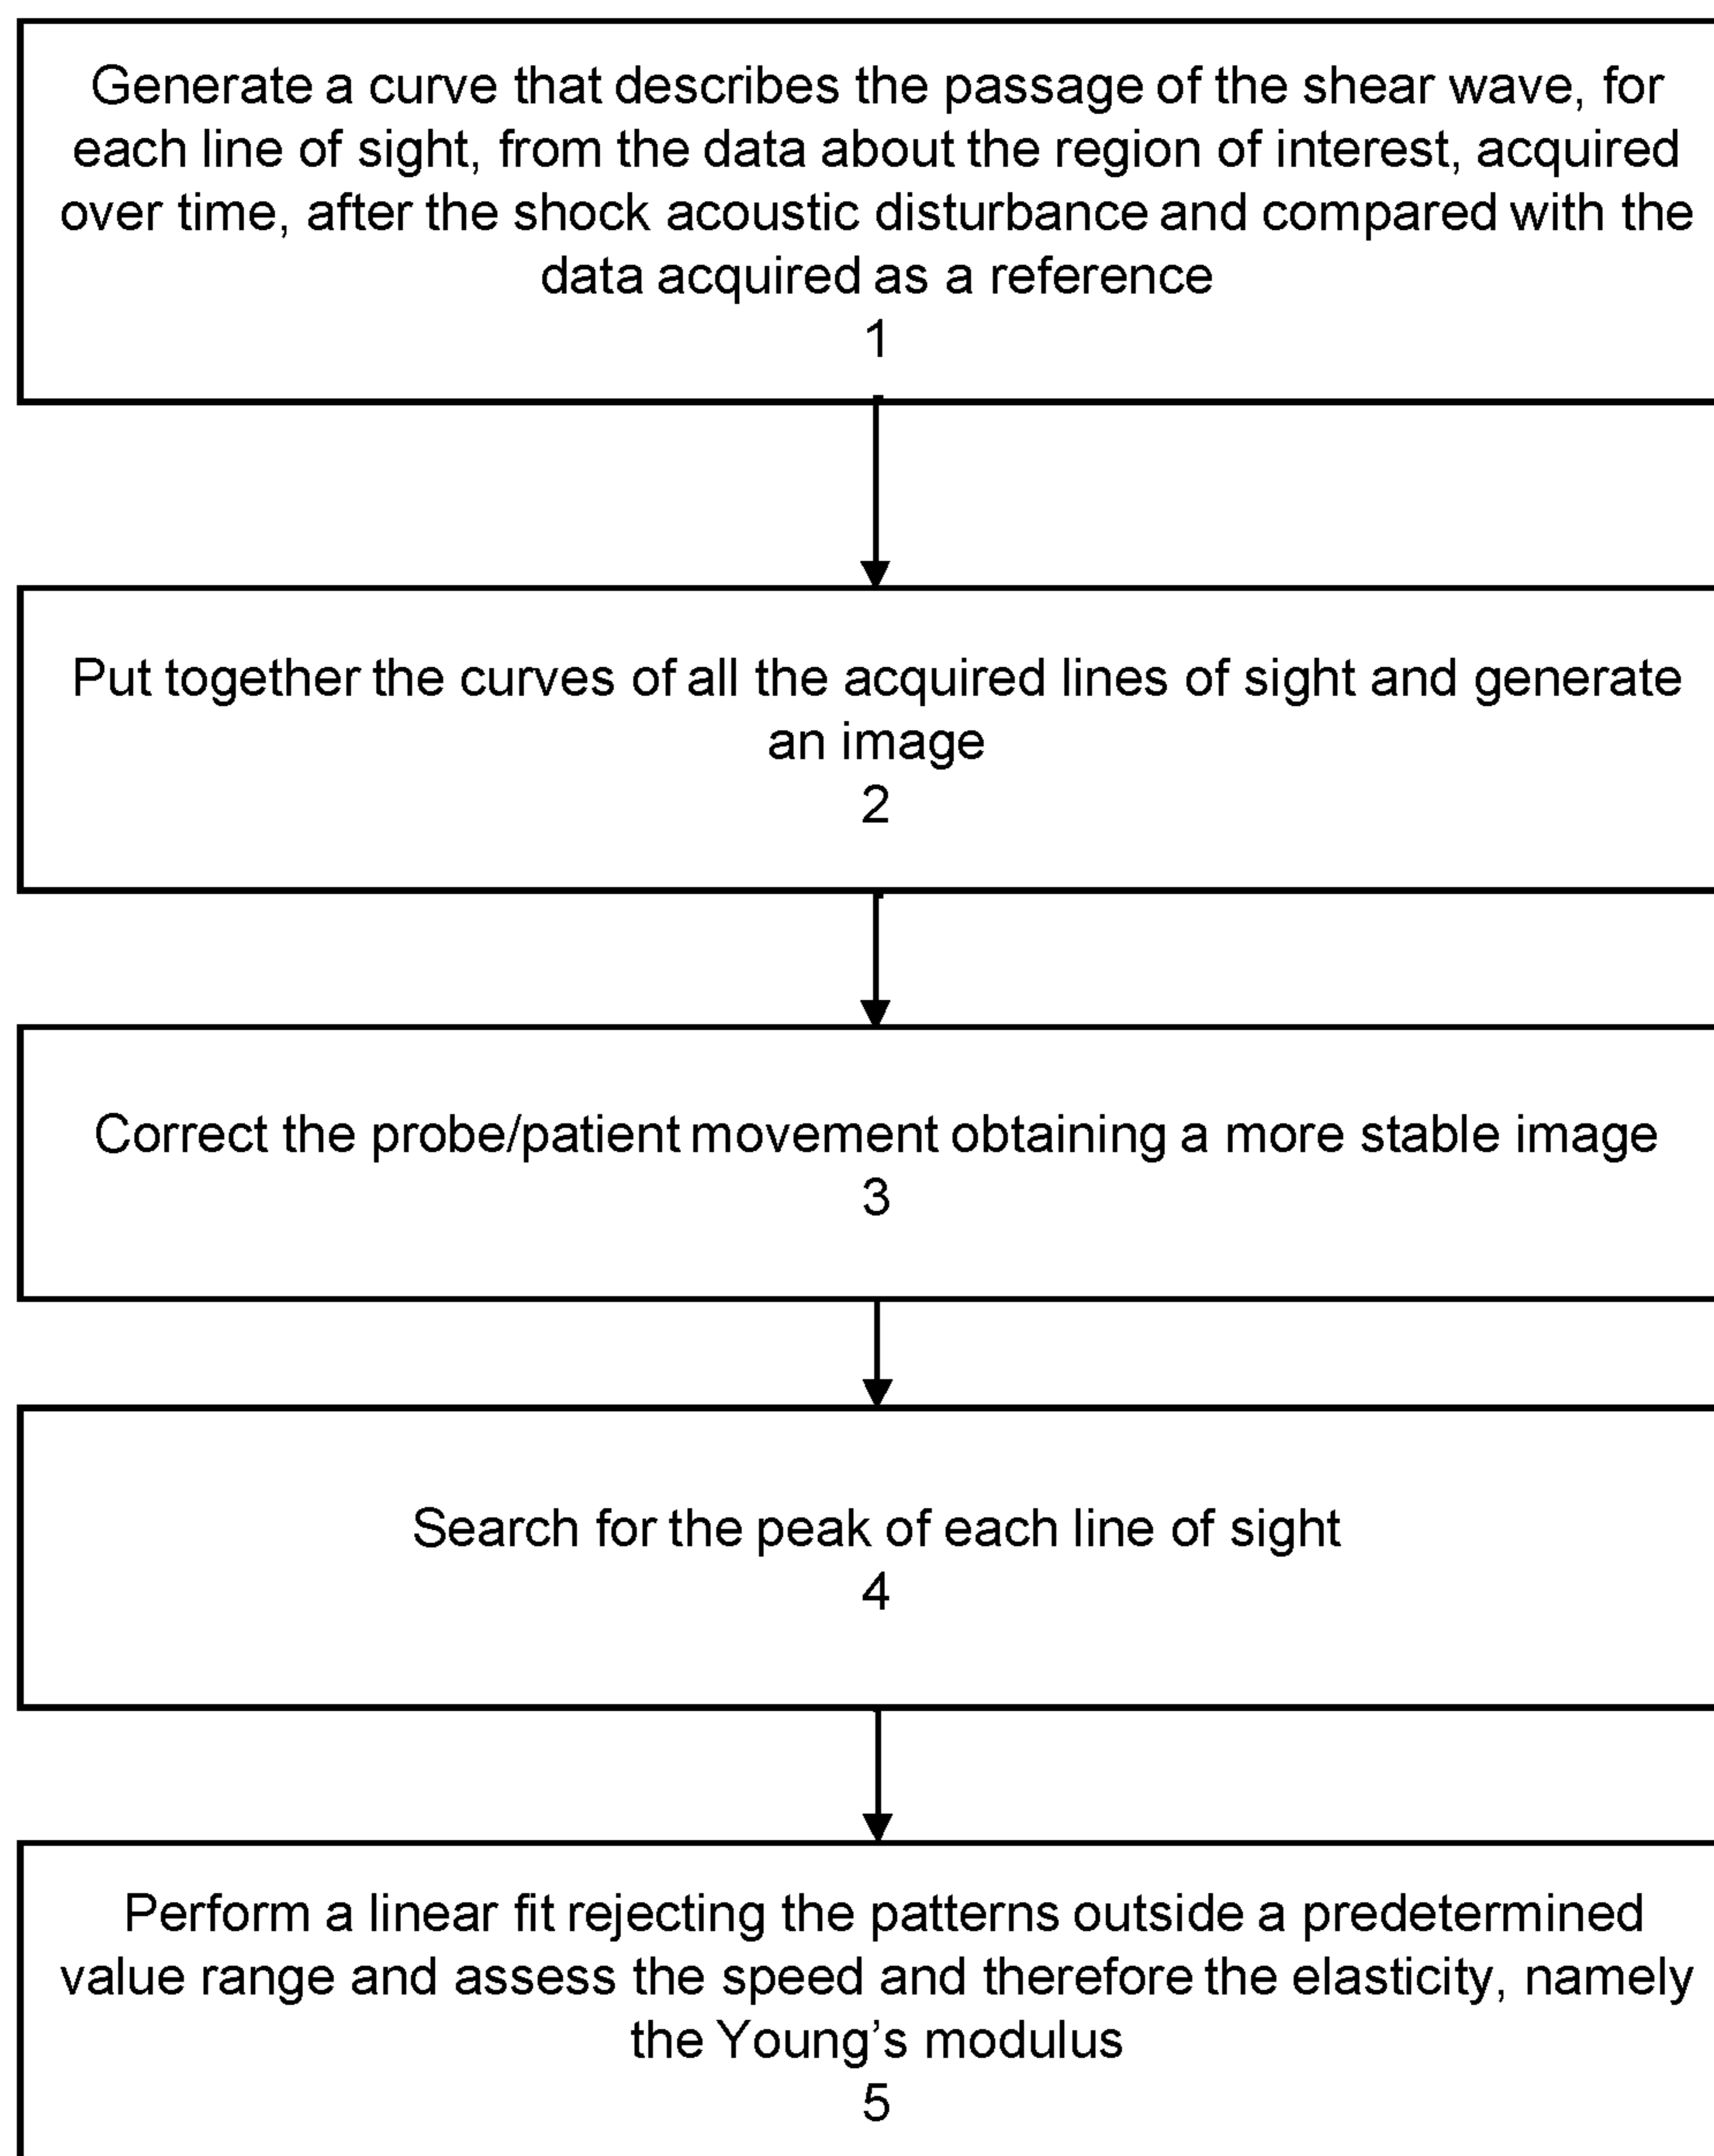 Generate a curve that describes the passage of the shear wave, for
each line of sight, from the data about the region of interest, acquired
over time, after the shock acoustic disturbance and compared with the
data acquired as a reference
1
Put together the curves of all the acquired lines of sight and generate
an image
2
Correct the probe/patient movement obtaining a more stable image
3
Search for the peak of each line of sight
4
Perform a linear fit rejecting the patterns outside a predetermined
value range and assess the speed and therefore the elasticity, namely
the Young's modulus
5